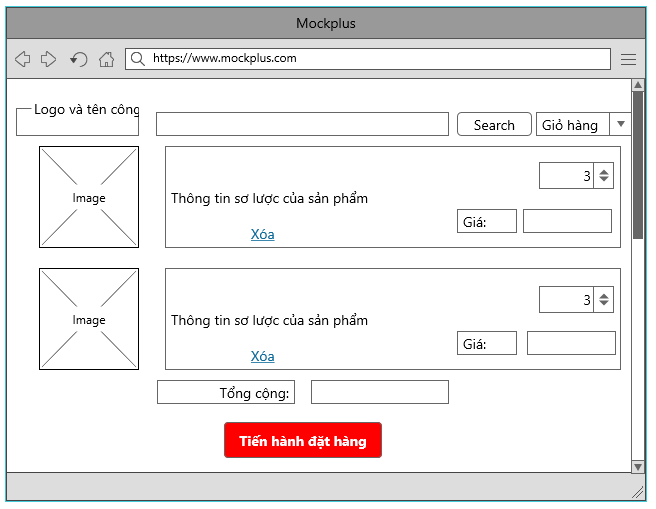 Mockplus
https://www.mockplus.com
Logo và tên công
Search
Giỏ hàng
Image
3
Thông tin sơ lược của sản phẩm
Giá:
Xóa
Image
3
Thông tin sơ lược của sản phẩm
Giá:
Xóa
Tổng cộng:
Tiến hành đặt hàng